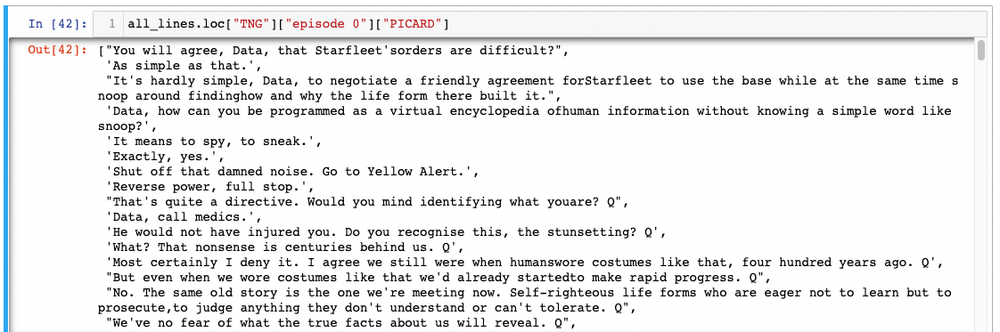 In [42]: 1 all_lines.loc["TNG"]["episode 0"]["PICARD"]
Out[42]: ["You will agree, Data, that Starfleet'sorders are difficult?",
'As simple as that.',
"It's hardly simple, Data, to negotiate a friendly agreement forStarfleet to use the base while at the same time s
noop around findinghow and why the life form there built it.",
'Data, how can you be programmed as a virtual encyclopedia ofhuman information without knowing a simple word like
snoop?',
'It means to spy, to sneak.',
'Exactly, yes.',
'Shut off that damned noise. Go to Yellow Alert.',
'Reverse power, full stop.',
"That's quite a directive. Would you mind identifying what youare? Q",
'Data, call medics.',
'He would not have injured you. Do you recognise this, the stunsetting? Q',
'What? That nonsense is centuries behind us. Q',
'Most certainly I deny it. I agree we still were when humanswore costumes like that, four hundred years ago. Q',
"But even when we wore costumes like that we'd already startedto make rapid progress. Q",
"No. The same old story is the one we're meeting now. Self-righteous life forms who are eager not to learn but to
prosecute,to judge anything they don't understand or can't tolerate. Q",
"We've no fear of what the true facts about us will reveal. Q",